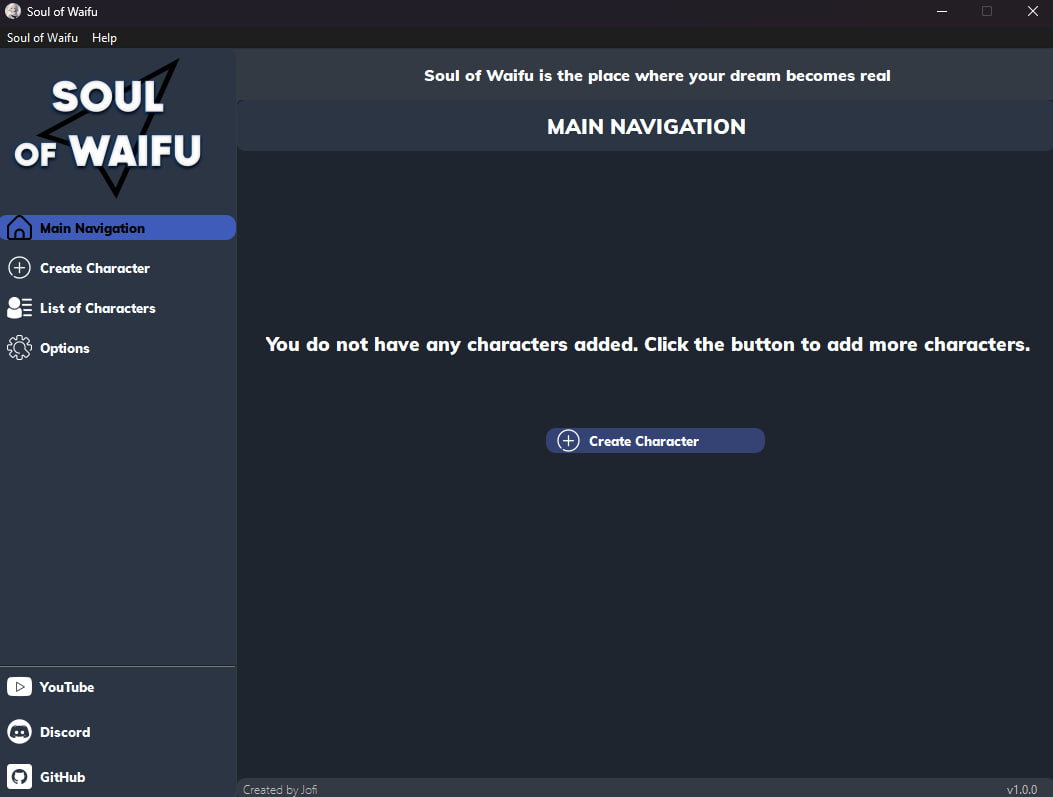 Soul of Waifu
Soul of Waifu Help
SOUL
OF WAIFU
Main Navigation
Create Character
List of Characters
Options
YouTube
Discord
GitHub
Soul of Waifu is the place where your dream becomes real
MAIN NAVIGATION
You do not have any characters added. Click the button to add more characters.
Create Character
Created by Jofi v1.0.0